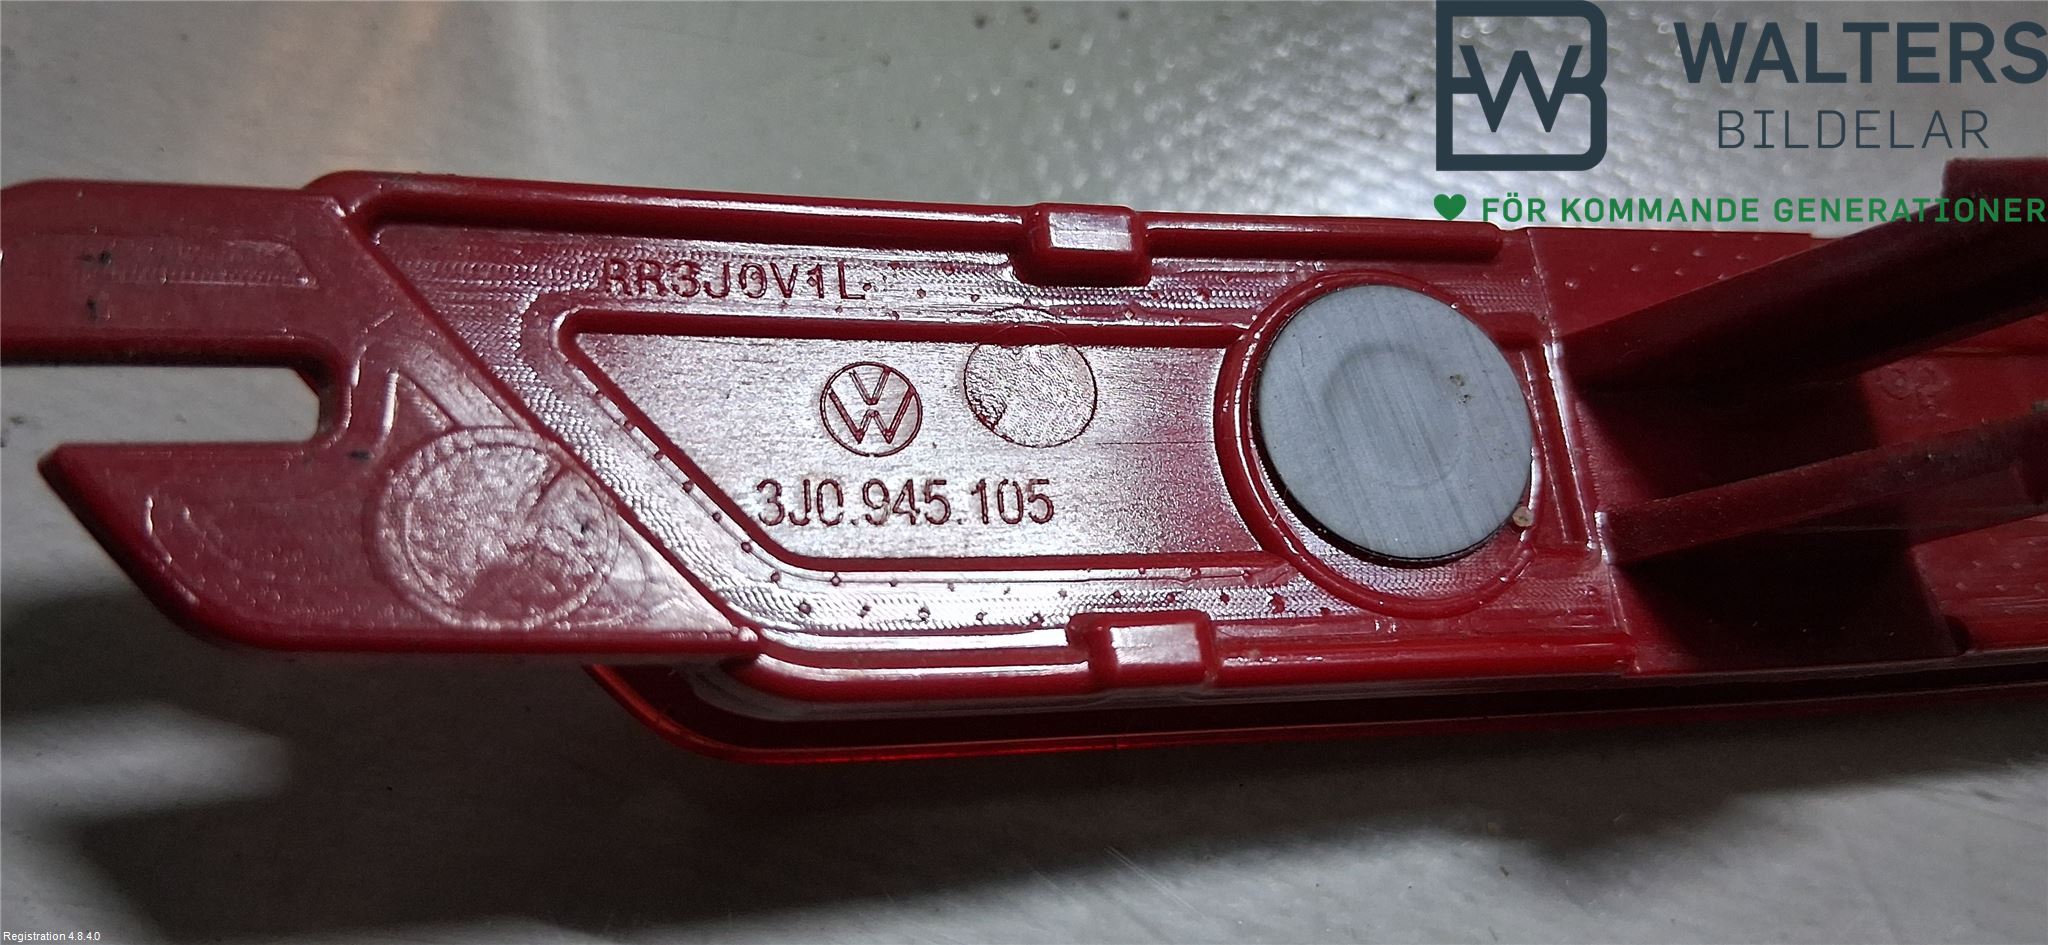 WALTERS
BILDELAR
FÖR KOMMANDE GENERATIONER
RR3J0V1L
3J0.945.105
Registration 4.8.4.0